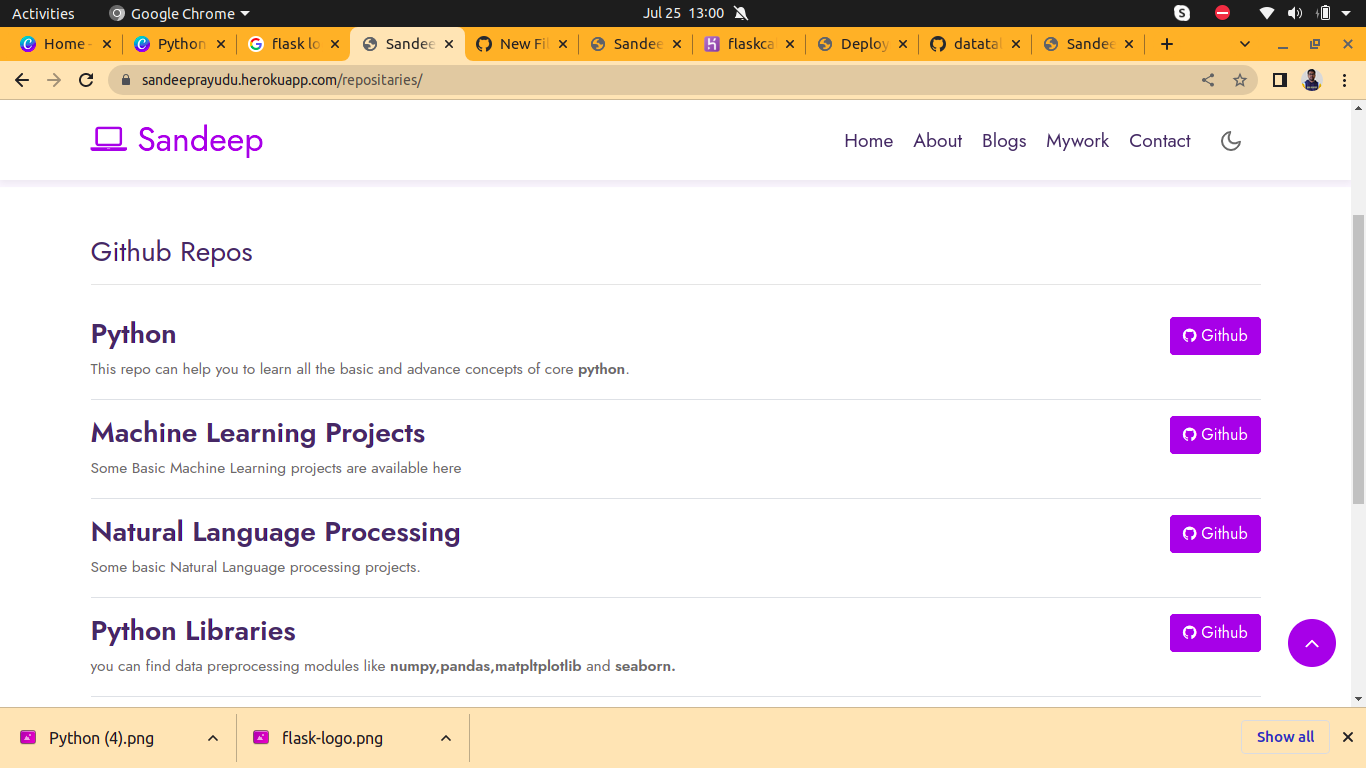 Activities Google Chrome Jul 25 13:00 S
Home - Python flask lo Sandee New Fil Sandee flaskcal Deploy datatal Sandee
sandeeprayudu.herokuapp.com/repositaries/
Sandeep Home About Blogs Mywork Contact
Github Repos
Python Github
This repo can help you to learn all the basic and advance concepts of core python.
Machine Learning Projects Github
Some Basic Machine Learning projects are available here
Natural Language Processing Github
Some basic Natural Language processing projects.
Python Libraries Github
you can find data preprocessing modules like numpy,pandas,matpltplotlib and seaborn.
Python (4).png flask-logo.png Show all